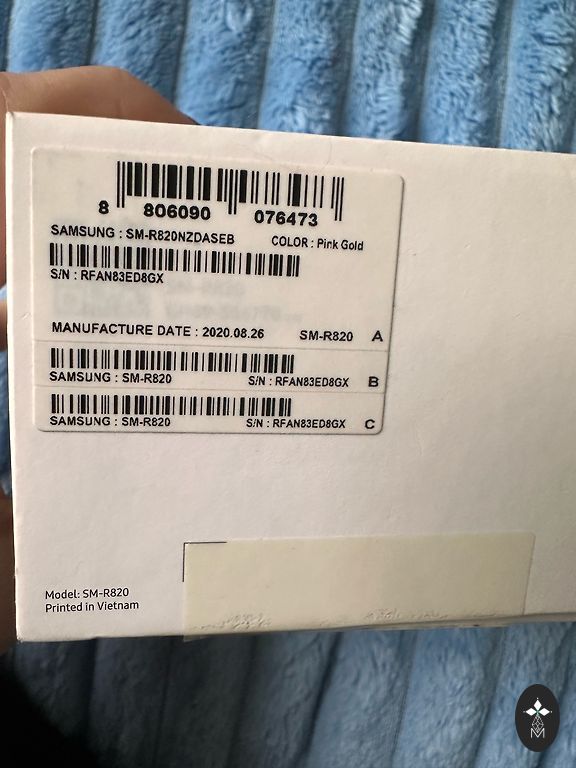 8 806090 076473
SAMSUNG : SM-R820NZDASEB COLOR : Pink Gold
S/N : RFAN83ED8GX
MANUFACTURE DATE : 2020.08.26 SM-R820 A
SAMSUNG : SM-R820 S/N : RFAN83ED8GX B
SAMSUNG : SM-R820 S/N : RFAN83ED8GX C
Model: SM-R820
Printed in Vietnam
M